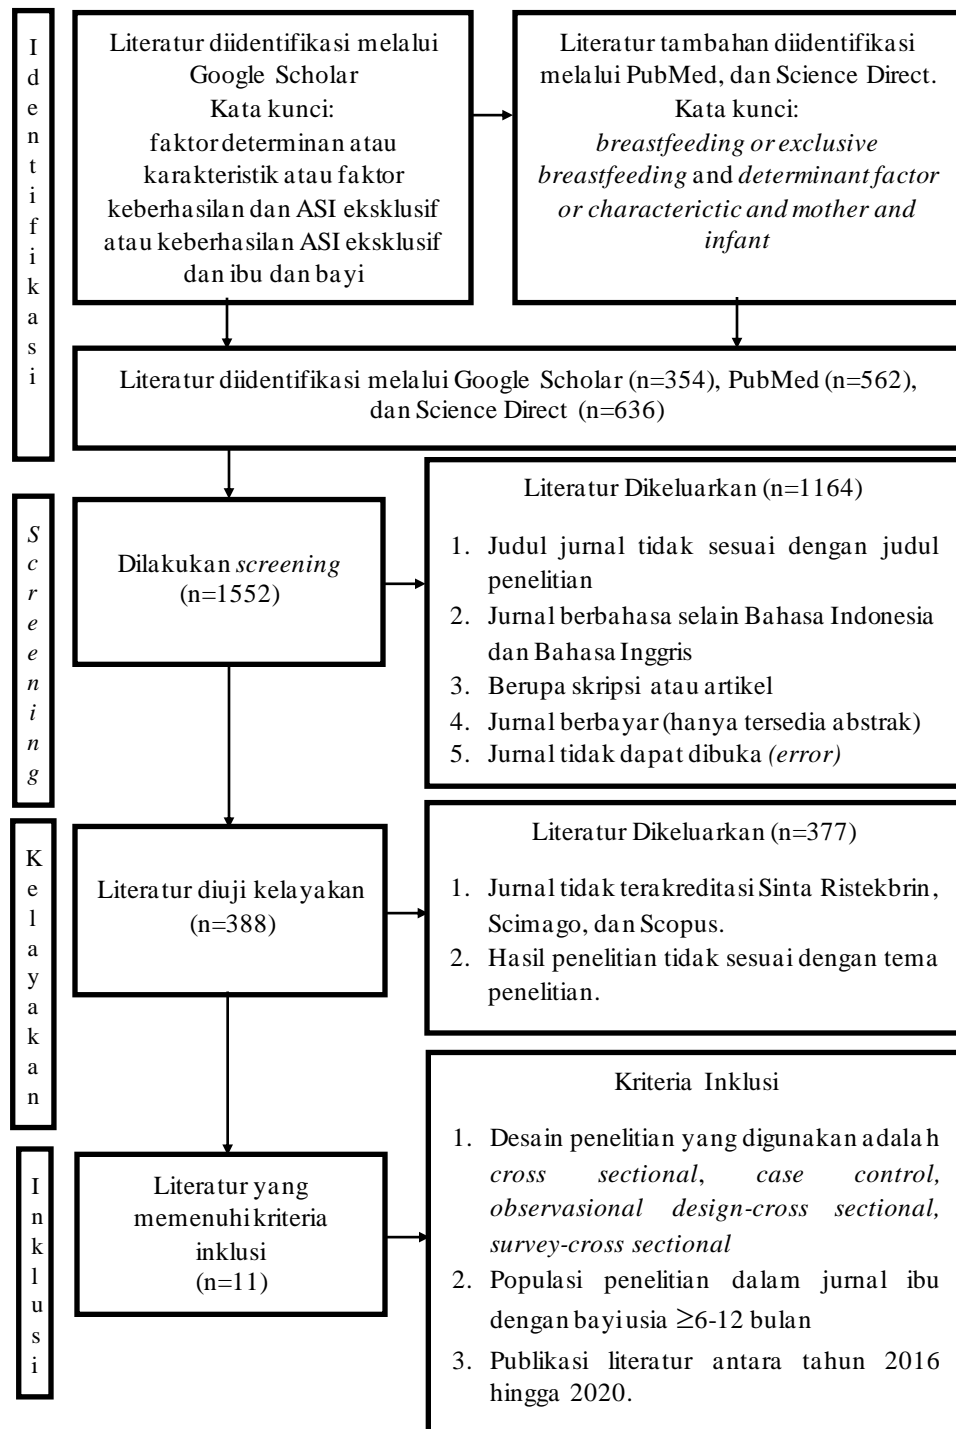 Identifikasi
Literatur diidentifikasi melalui
Google Scholar
Kata kunci:
faktor determinan atau
karakteristik atau faktor
keberhasilan dan ASI eksklusif
atau keberhasilan ASI eksklusif
dan ibu dan bayi
Literatur tambahan diidentifikasi
melalui PubMed, dan Science Direct.
Kata kunci:
breastfeeding or exclusive
breastfeeding and determinant factor
or charecterictic and mother and
infant
Literatur diidentifikasi melalui Google Scholar (n=354), PubMed (n=562),
dan Science Direct (n=636)
Screening
Dilakukan screening
(n=1552)
Literatur Dikeluarkan (n=1164)
1. Judul jurnal tidak sesuai dengan judul
penelitian
2. Jurnal berbahasa selain Bahasa Indonesia
dan Bahasa Inggris
3. Berupa skripsi atau artikel
4. Jurnal berbayar (hanya tersedia abstrak)
5. Jurnal tidak dapat dibuka (error)
Kelayakan
Literatur diuji kelayakan
(n=388)
Literatur Dikeluarkan (n=377)
1. Jurnal tidak terakreditasi Sinta Ristekbrin,
Scimago, dan Scopus.
2. Hasil penelitian tidak sesuai dengan tema
penelitian.
Inklusi
Literatur yang
memenuhi kriteria
inklusi
(n=11)
Kriteria Inklusi
1. Desain penelitian yang digunakan adalah
cross sectional, case control,
observasional design-cross sectional,
survey-cross sectional
2. Populasi penelitian dalam jurnal ibu
dengan bayi usia ≥6-12 bulan
3. Publikasi literatur antara tahun 2016
hingga 2020.